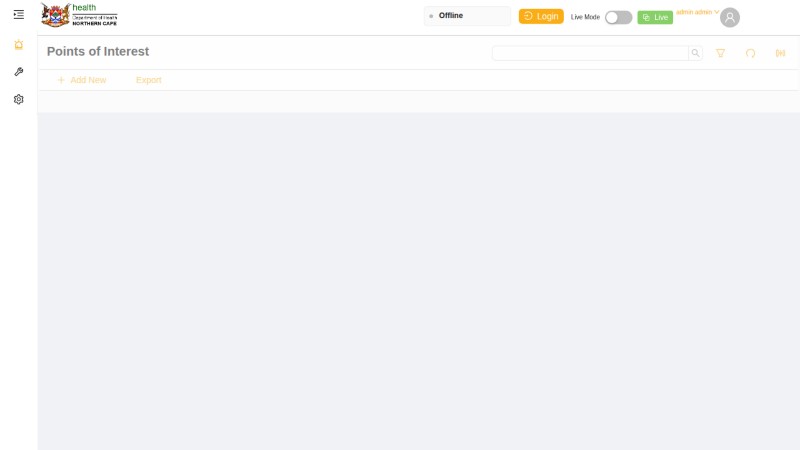 health
Department of Health
NORTHERN CAPE
Offline
Login
Live Mode
Live
admin admin
Points of Interest
Add New
Export